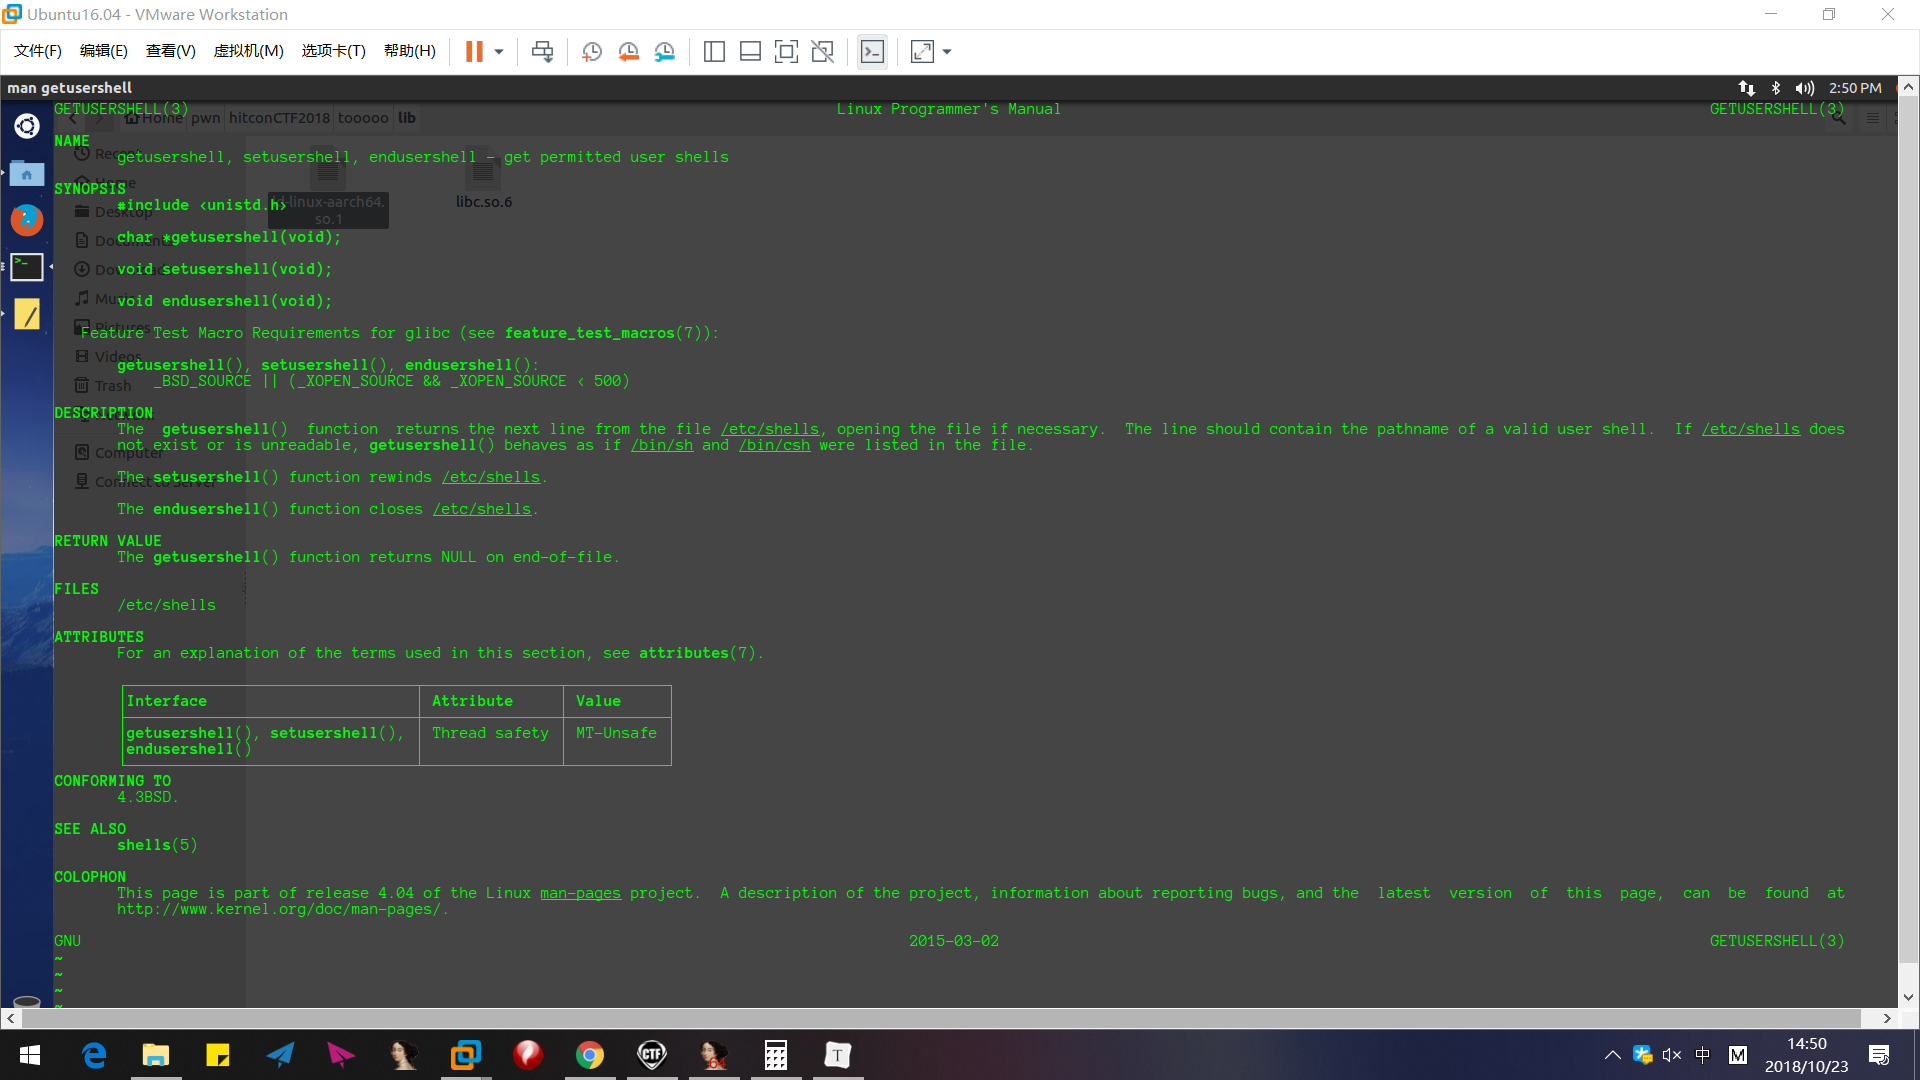 Ubuntu16.04 - VMware Workstation
文件(F) 编辑(E) 查看(V) 虚拟机(M) 选项卡(T) 帮助(H)
man getusershell 2:50 PM
GETUSERSHELL(3) Linux Programmer's Manual GETUSERSHELL(3)
Home pwn hitconCTF2018 tooooo lib
NAME
getusershell, setusershell, endusershell - get permitted user shells
Home
SYNOPSIS
#include <unistd.h>
-linux-aarch64.
so.1
libc.so.6
Desktop
char *getusershell(void);
void setusershell(void);
void endusershell(void);
Pictures
Feature Test Macro Requirements for glibc (see feature_test_macros(7)):
Videos
getusershell(), setusershell(), endusershell():
_BSD_SOURCE || (_XOPEN_SOURCE && _XOPEN_SOURCE < 500)
Trash
DESCRIPTION
The getusershell() function returns the next line from the file /etc/shells, opening the file if necessary. The line should contain the pathname of a valid user shell. If /etc/shells does
not exist or is unreadable, getusershell() behaves as if /bin/sh and /bin/csh were listed in the file.
Computer
The setusershell() function rewinds /etc/shells.
Connect to Server
The endusershell() function closes /etc/shells.
RETURN VALUE
The getusershell() function returns NULL on end-of-file.
FILES
/etc/shells
ATTRIBUTES
For an explanation of the terms used in this section, see attributes(7).
Interface Attribute Value
getusershell(), setusershell(), Thread safety MT-Unsafe
endusershell()
CONFORMING TO
4.3BSD.
SEE ALSO
shells(5)
COLOPHON
This page is part of release 4.04 of the Linux man-pages project. A description of the project, information about reporting bugs, and the latest version of this page, can be found at
http://www.kernel.org/doc/man-pages/.
GNU 2015-03-02 GETUSERSHELL(3)
~
~
~
~
CTF
T
中 M
14:50
2018/10/23